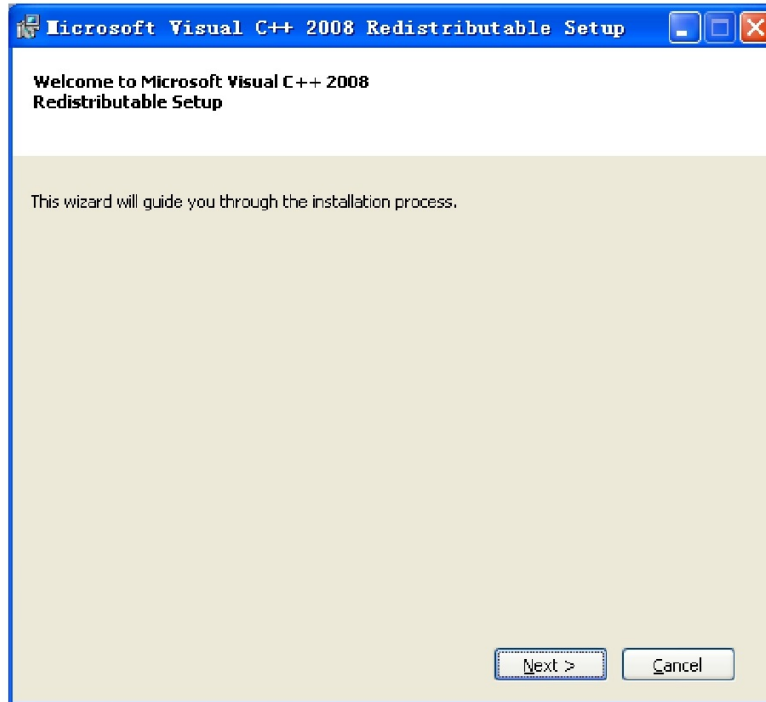 Microsoft Visual C++ 2008 Redistributable Setup
Welcome to Microsoft Visual C++ 2008
Redistributable Setup
This wizard will guide you through the installation process.
Next >
Cancel